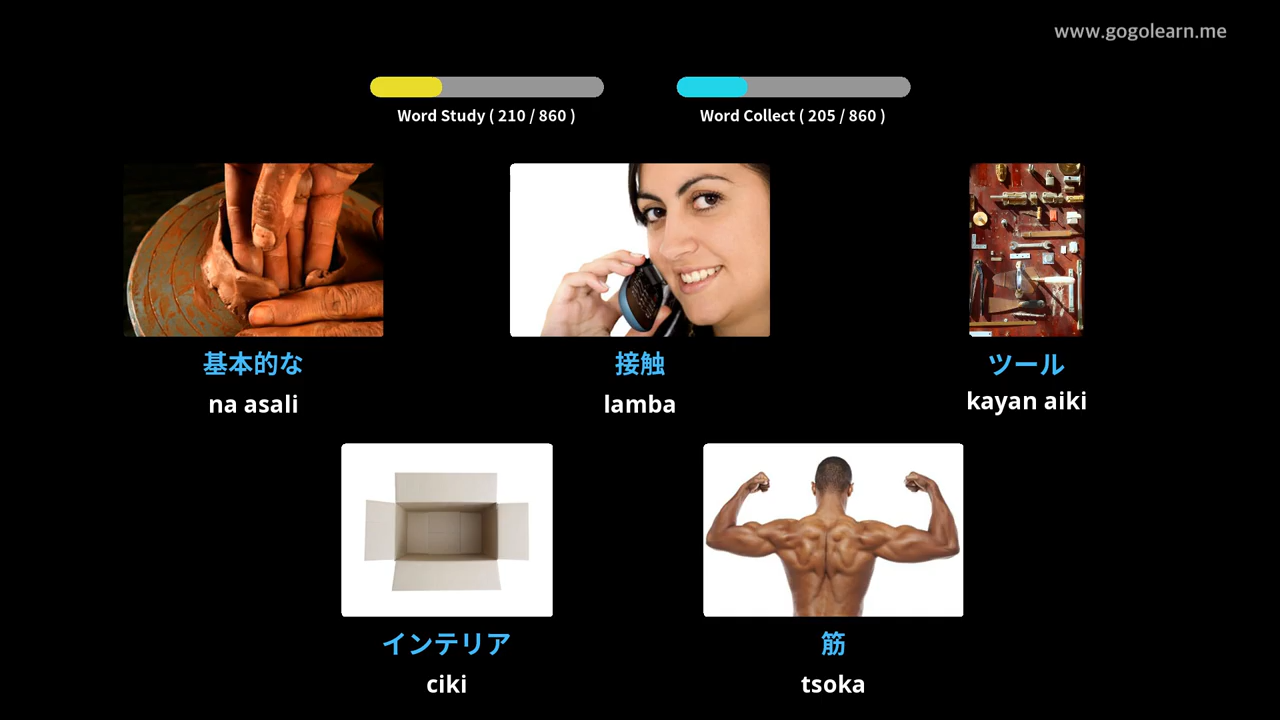 www.gogolearn.me
Word Study ( 210 / 860 )
Word Collect ( 205 / 860 )
基本的な
na asali
接触
lamba
ツール
kayan aiki
インテリア
ciki
筋
tsoka